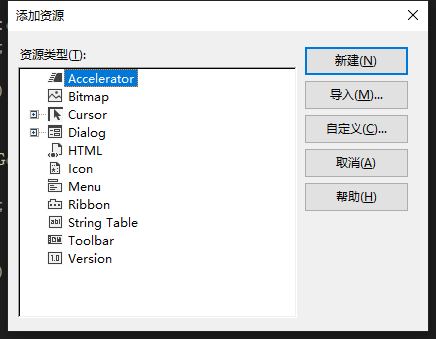 添加资源
资源类型(T):
Accelerator
Bitmap
Cursor
Dialog
HTML
Icon
Menu
Ribbon
String Table
Toolbar
Version
新建(N)
导入(M)...
自定义(C)...
取消(A)
帮助(H)